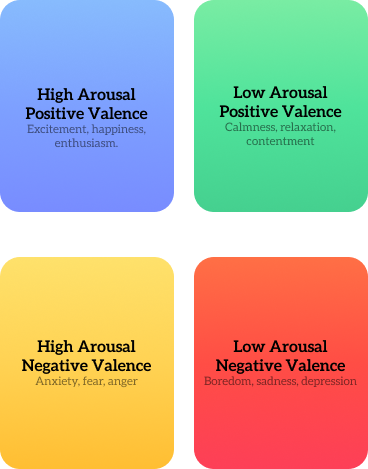 High Arousal
Positive Valence
Excitement, happiness,
enthusiasm.
Low Arousal
Positive Valence
Calmness, relaxation,
contentment
High Arousal
Negative Valence
Anxiety, fear, anger
Low Arousal
Negative Valence
Boredom, sadness, depression